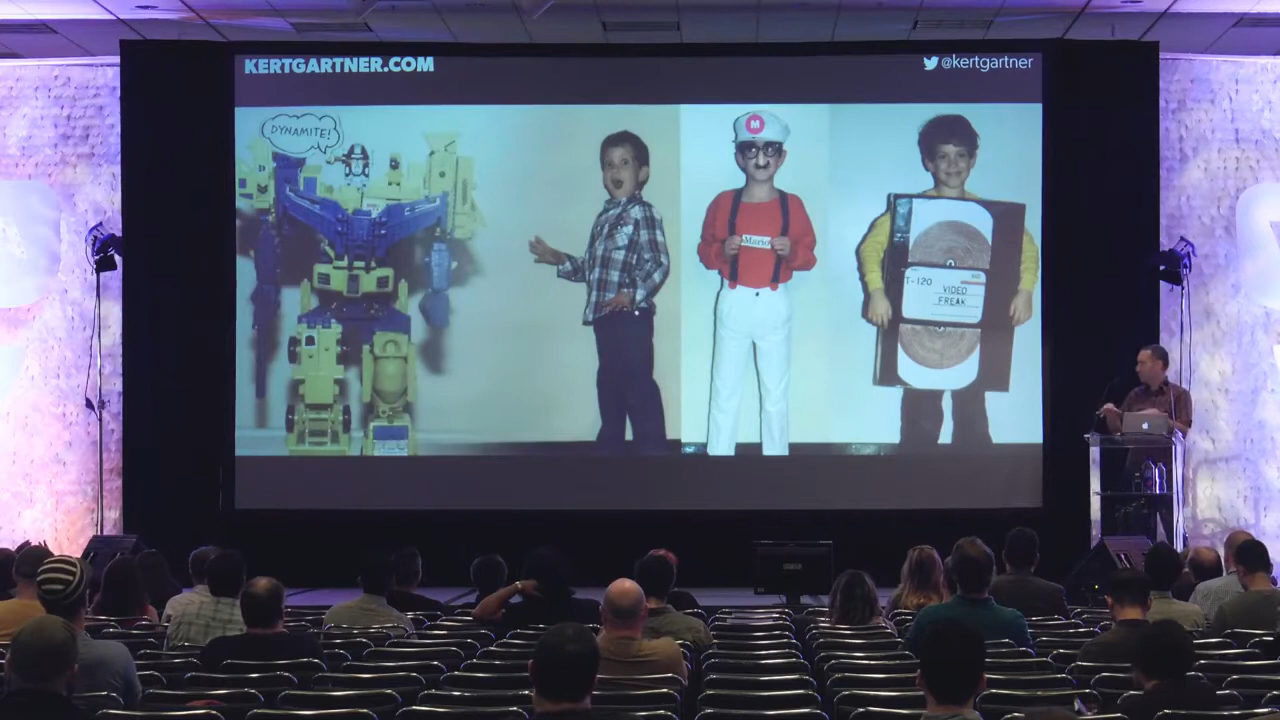 KERTGARTNER.COM
@kertgartner
DYNAMITE!
M
Mario
T-120
VIDEO
FREAK